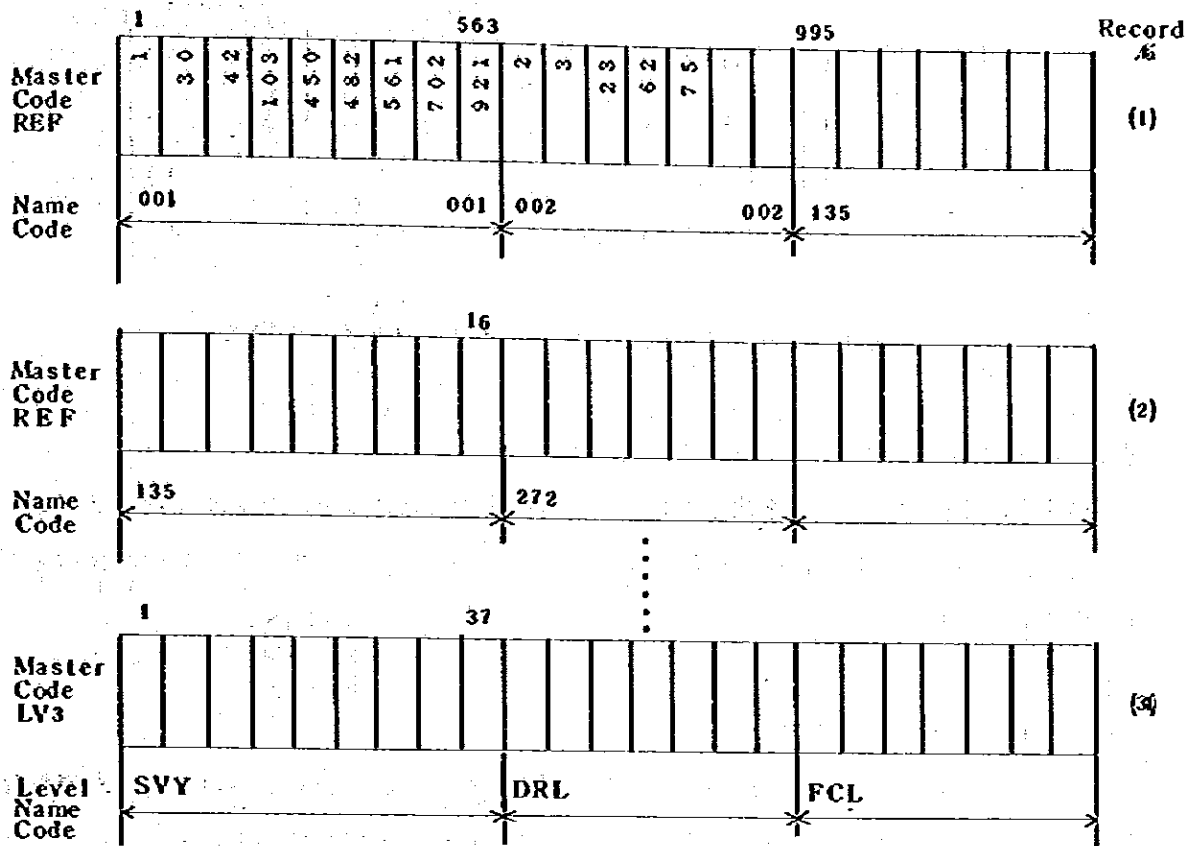 1 563 995 Record
№
Master Code REF 1 30 42 103 450 482 561 702 921 2 3 23 62 75 (1)
Name Code 001 001 002 002 135
16
Master Code REF (2)
Name Code 135 272
1 37
Master Code LV3
Level Name Code SVY DRL FCL